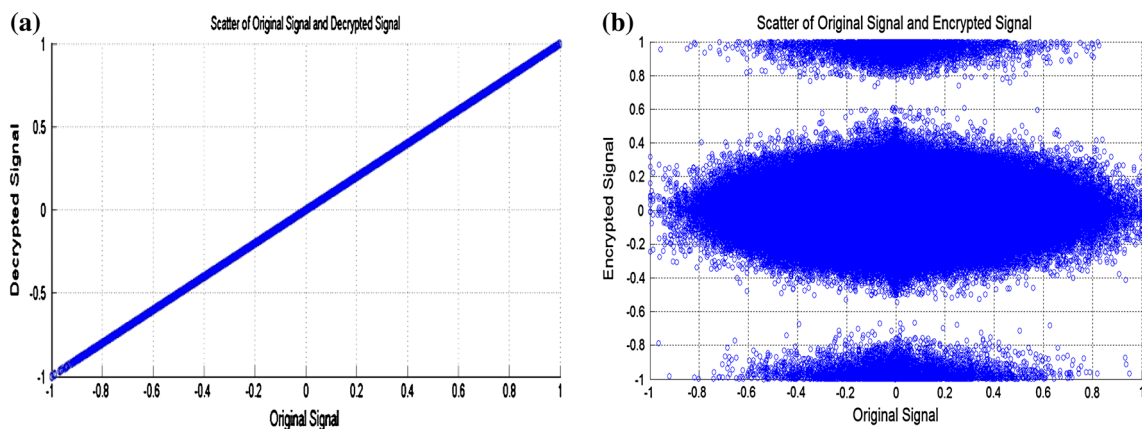 (a)
Scatter of Original Signal and Decrypted Signal
Decrypted Signal
1
0.5
0
-0.5
-1
-1 -0.8 -0.6 -0.4 -0.2 0 0.2 0.4 0.6 0.8 1
Original Signal
(b)
Scatter of Original Signal and Encrypted Signal
Encrypted Signal
1
0.8
0.6
0.4
0.2
0
-0.2
-0.4
-0.6
-0.8
-1
-1 -0.8 -0.6 -0.4 -0.2 0 0.2 0.4 0.6 0.8 1
Original Signal